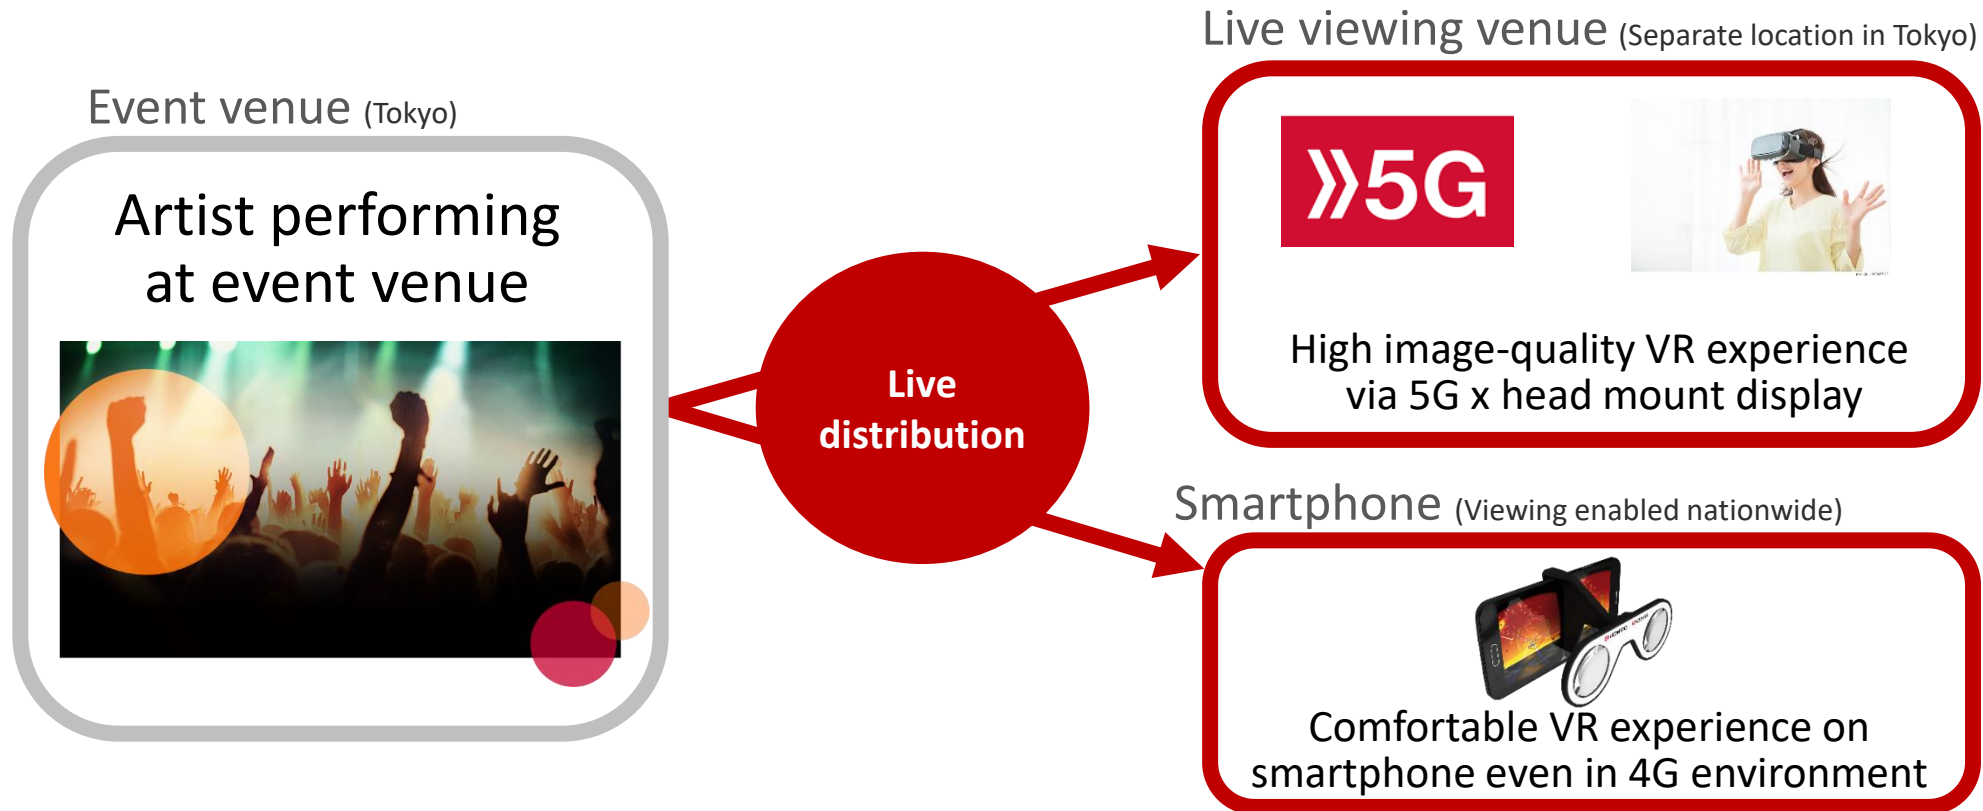 Event venue (Tokyo)
Artist performing
at event venue
Live
distribution
Live viewing venue (Separate location in Tokyo)
5G
High image-quality VR experience
via 5G x head mount display
Smartphone (Viewing enabled nationwide)
Comfortable VR experience on
smartphone even in 4G environment